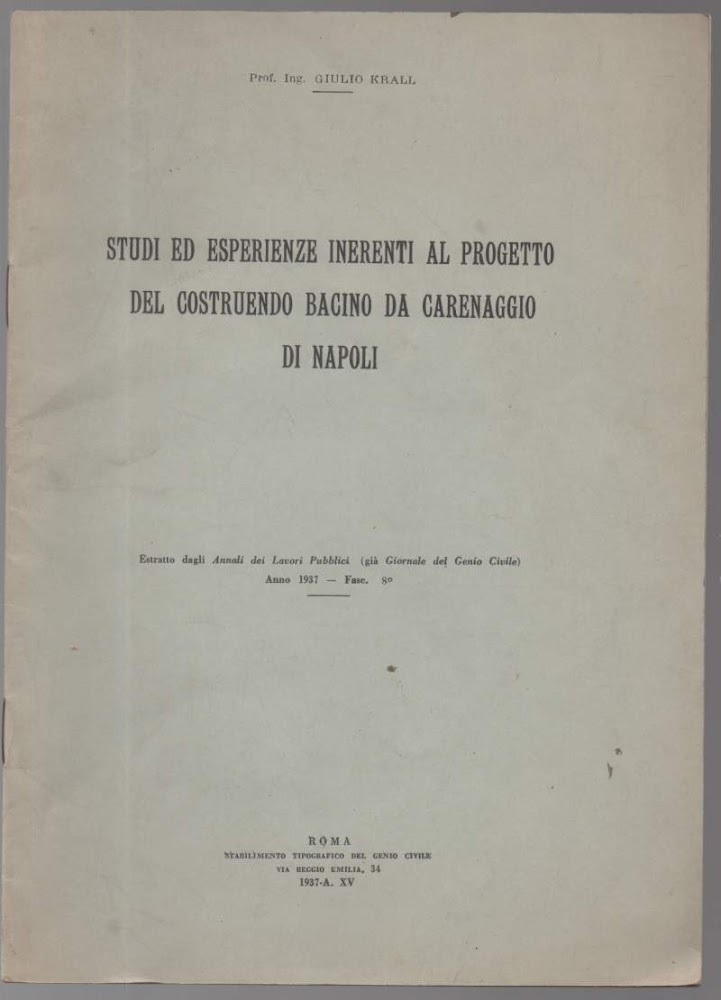 Prof. Ing. GIULIO KRALL
STUDI ED ESPERIENZE INERENTI AL PROGETTO
DEL COSTRUENDO BACINO DA CARENAGGIO
DI NAPOLI
Estratto dagli Annali dei Lavori Pubblici (già Giornale del Genio Civile)
Anno 1937 — Fasc. 8º
ROMA
STABILIMENTO TIPOGRAFICO DEL GENIO CIVILE
VIA REGGIO EMILIA, 34
1937-A. XV